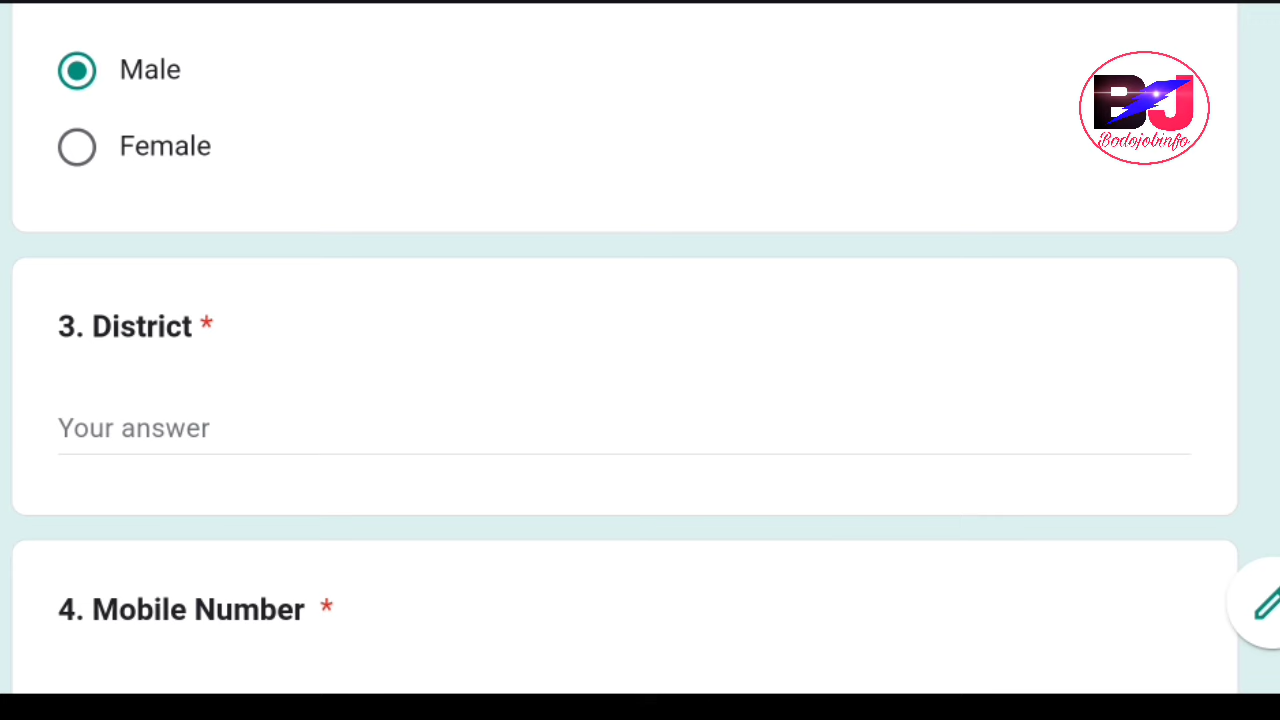 Male
BJ
Bodojobinfo
Female
3. District *
Your answer
4. Mobile Number *